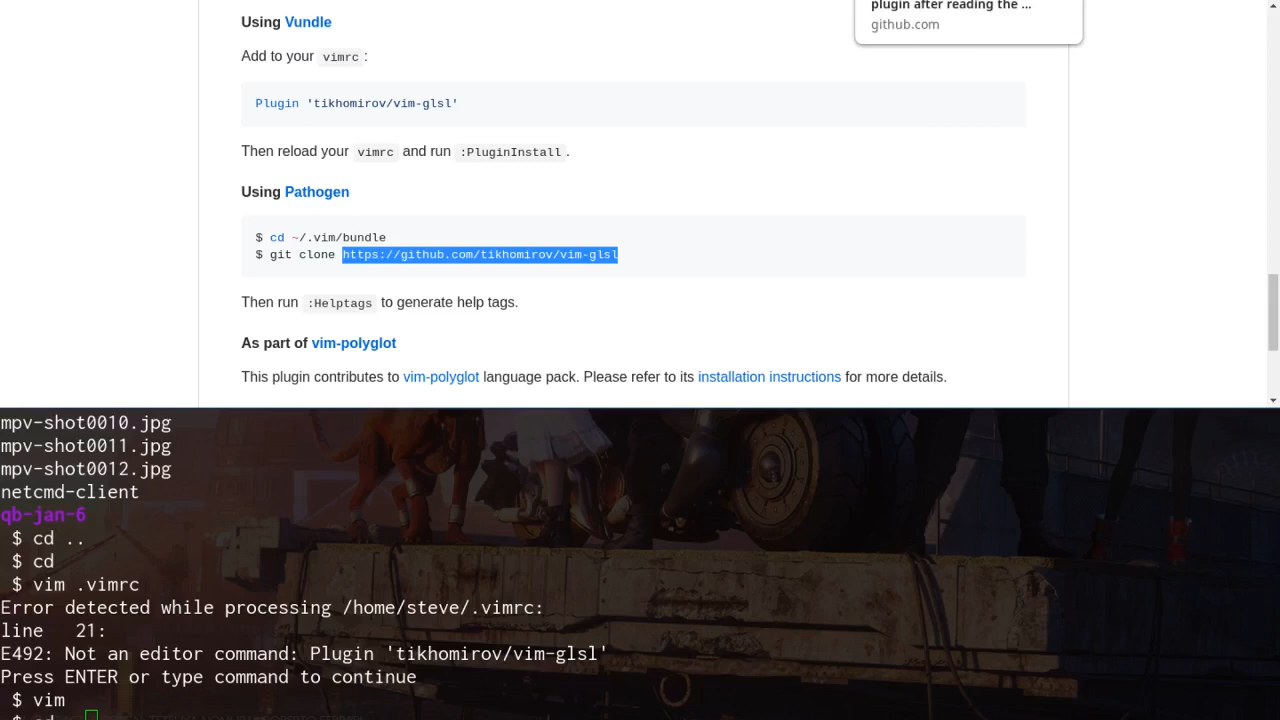 plugin after reading the ...
github.com
Using Vundle
Add to your vimrc :
Plugin 'tikhomirov/vim-glsl'
Then reload your vimrc and run :PluginInstall .
Using Pathogen
$ cd ~/.vim/bundle
$ git clone https://github.com/tikhomirov/vim-glsl
Then run :Helptags to generate help tags.
As part of vim-polyglot
This plugin contributes to vim-polyglot language pack. Please refer to its installation instructions for more details.
mpv-shot0010.jpg
mpv-shot0011.jpg
mpv-shot0012.jpg
netcmd-client
qb-jan-6
$ cd ..
$ cd
$ vim .vimrc
Error detected while processing /home/steve/.vimrc:
line   21:
E492: Not an editor command: Plugin 'tikhomirov/vim-glsl'
Press ENTER or type command to continue
$ vim